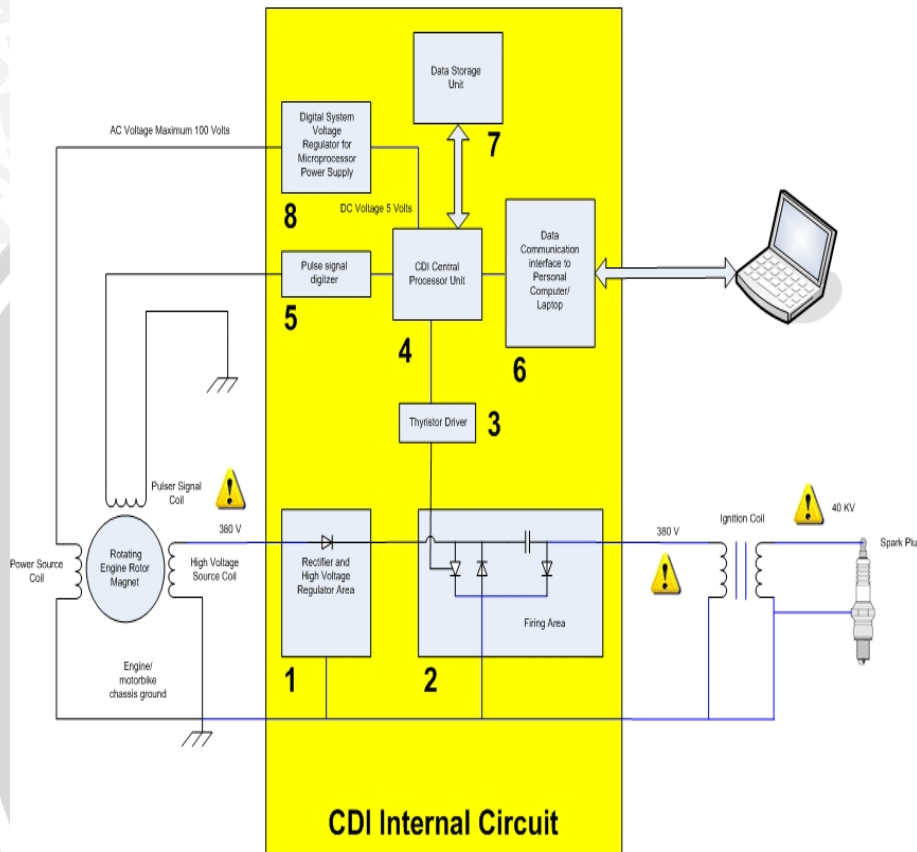 Data Storage
Unit
7
AC Voltage Maximum 100 Volts
Digital System
Voltage
Regulator for
Microprocessor
Power Supply
8
DC Voltage 5 Volts
Pulse signal
digitizer
5
CDI Central
Processor Unit
4
Data
Communication
interface to
Personal
Computer/
Laptop
6
Thyristor Driver
3
Pulser Signal
Coil
380 V
Power Source
Coil
Rotating
Engine Rotor
Magnet
High Voltage
Source Coil
Rectifier and
High Voltage
Regulator Area
1
Firing Area
2
380 V
Ignition Coil
40 KV
Spark Plu
Engine/
motorbike
chassis ground
CDI Internal Circuit